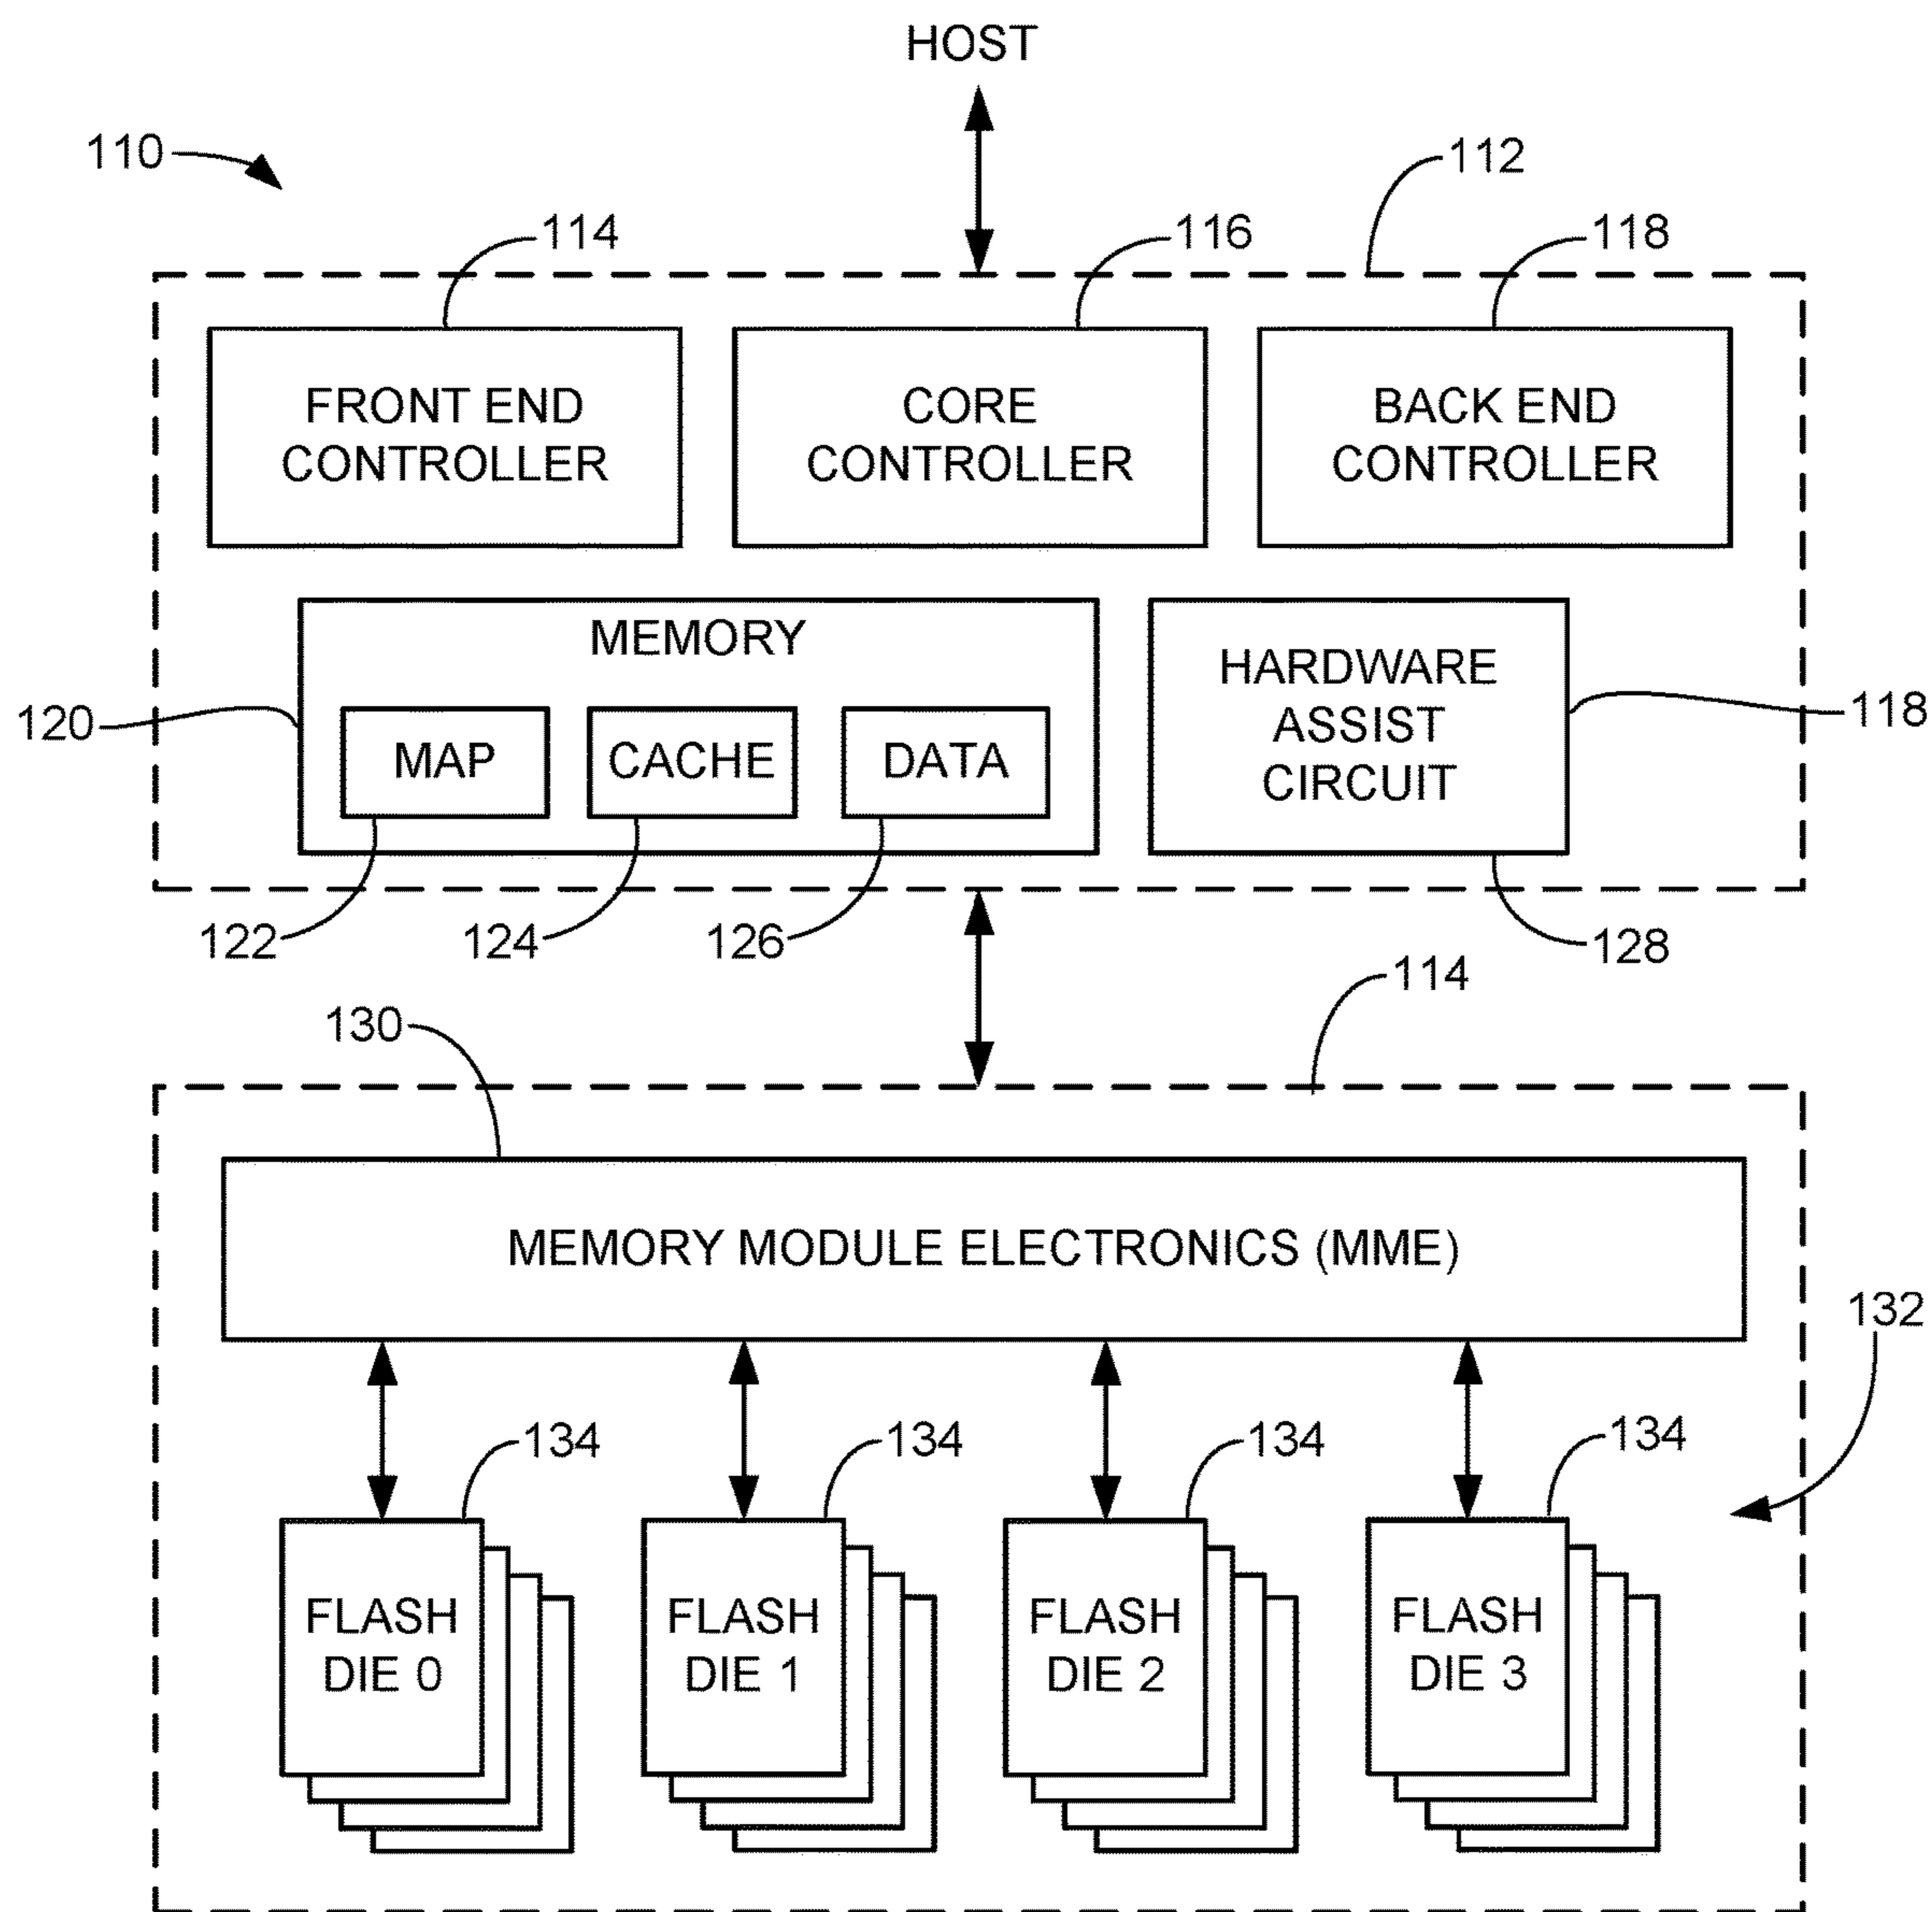 HOST
110
112
114
116
118
FRONT END
CONTROLLER
CORE
CONTROLLER
BACK END
CONTROLLER
MEMORY
MAP
CACHE
DATA
HARDWARE
ASSIST
CIRCUIT
120
118
122
124
126
128
114
130
MEMORY MODULE ELECTRONICS (MME)
132
134
134
134
134
FLASH
DIE 0
FLASH
DIE 1
FLASH
DIE 2
FLASH
DIE 3